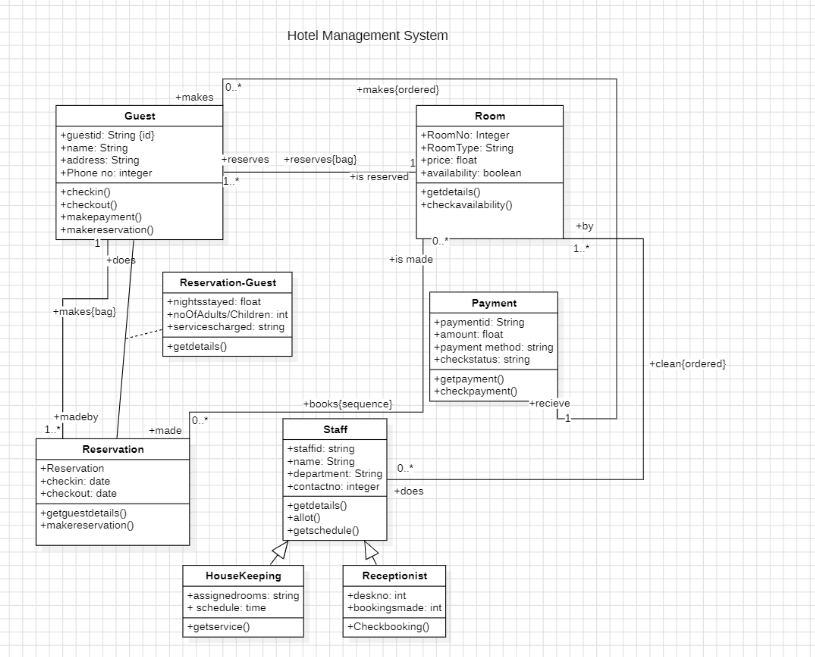 Hotel Management System
+makes
0..*
+makes{ordered}
Guest
+guestid: String {id}
+name: String
+address: String
+Phone no: integer
+checkin()
+checkout()
+makepayment()
+makereservation()
+reserves
+reserves{bag}
1
1..*
+is reserved
Room
+RoomNo: Integer
+RoomType: String
+price: float
+availability: boolean
+getdetails()
+checkavailability()
1
+does
0..*
+is made
+by
1..*
Reservation-Guest
+nightsstayed: float
+noOfAdults/Children: int
+servicescharged: string
+getdetails()
+makes{bag}
Payment
+paymentid: String
+amount: float
+payment method: string
+checkstatus: string
+getpayment()
+checkpayment()
+recieve
1
+clean{ordered}
+books{sequence}
+madeby
1..*
+made
0..*
Reservation
+Reservation
+checkin: date
+checkout: date
+getguestdetails()
+makereservation()
Staff
+staffid: string
+name: String
+department: String
+contactno: integer
+getdetails()
+allot()
+getschedule()
0..*
+does
HouseKeeping
+assignedrooms: string
+ schedule: time
+getservice()
Receptionist
+deskno: int
+bookingsmade: int
+Checkbooking()